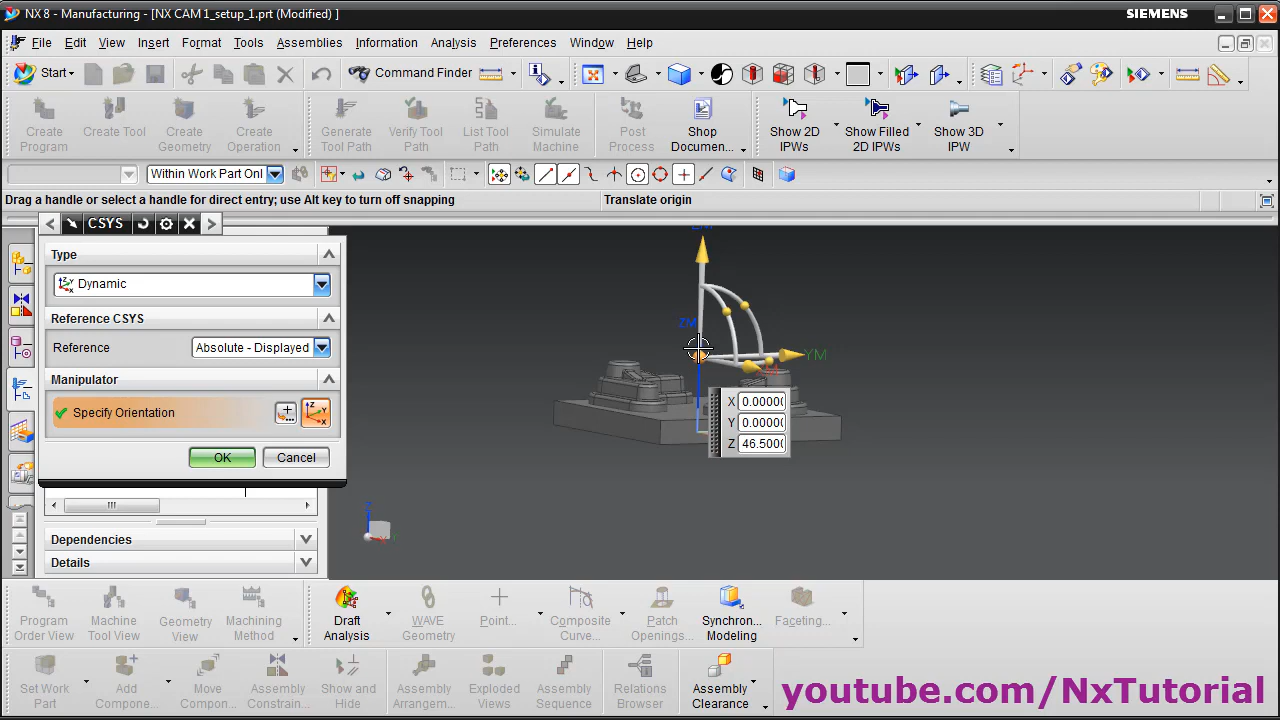 NX 8 - Manufacturing - [NX CAM 1_setup_1.prt (Modified) ]
SIEMENS
File Edit View Insert Format Tools Assemblies Information Analysis Preferences Window Help
Start Command Finder
Create Program
Create Tool
Create Geometry
Create Operation
Generate Tool Path
Verify Tool Path
List Tool Path
Simulate Machine
Post Process
Shop Document...
Show 2D IPWs
Show Filled 2D IPWs
Show 3D IPW
Within Work Part Onl
Drag a handle or select a handle for direct entry; use Alt key to turn off snapping
Translate origin
CSYS
Type
Dynamic
Reference CSYS
Reference Absolute - Displayed
Manipulator
Specify Orientation
OK Cancel
Dependencies
Details
ZM
YM
X 0.0000(
Y 0.0000(
Z 46.500(
Z
Program Order View
Machine Tool View
Geometry View
Machining Method
Draft Analysis
WAVE Geometry
Point...
Composite Curve...
Patch Openings...
Synchron... Modeling
Faceting...
Set Work Part
Add Component...
Move Compon...
Assembly Constrain...
Show and Hide
Assembly Arrangem...
Exploded Views
Assembly Sequence
Relations Browser
Assembly Clearance
youtube.com/NxTutorial